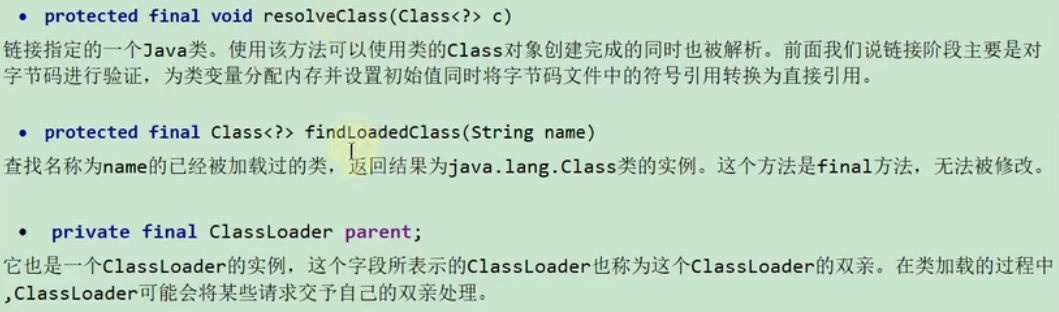 • protected final void resolveClass(Class<?> c)
链接指定的一个Java类。使用该方法可以使用类的Class对象创建完成的同时也被解析。前面我们说链接阶段主要是对
字节码进行验证，为类变量分配内存并设置初始值同时将字节码文件中的符号引用转换为直接引用。
• protected final Class<?> findLoadedClass(String name)
查找名称为name的已经被加载过的类，返回结果为java.lang.Class类的实例。这个方法是final方法，无法被修改。
• private final ClassLoader parent;
它也是一个ClassLoader的实例，这个字段所表示的ClassLoader也称为这个ClassLoader的双亲。在类加载的过程中
,ClassLoader可能会将某些请求交予自己的双亲处理。